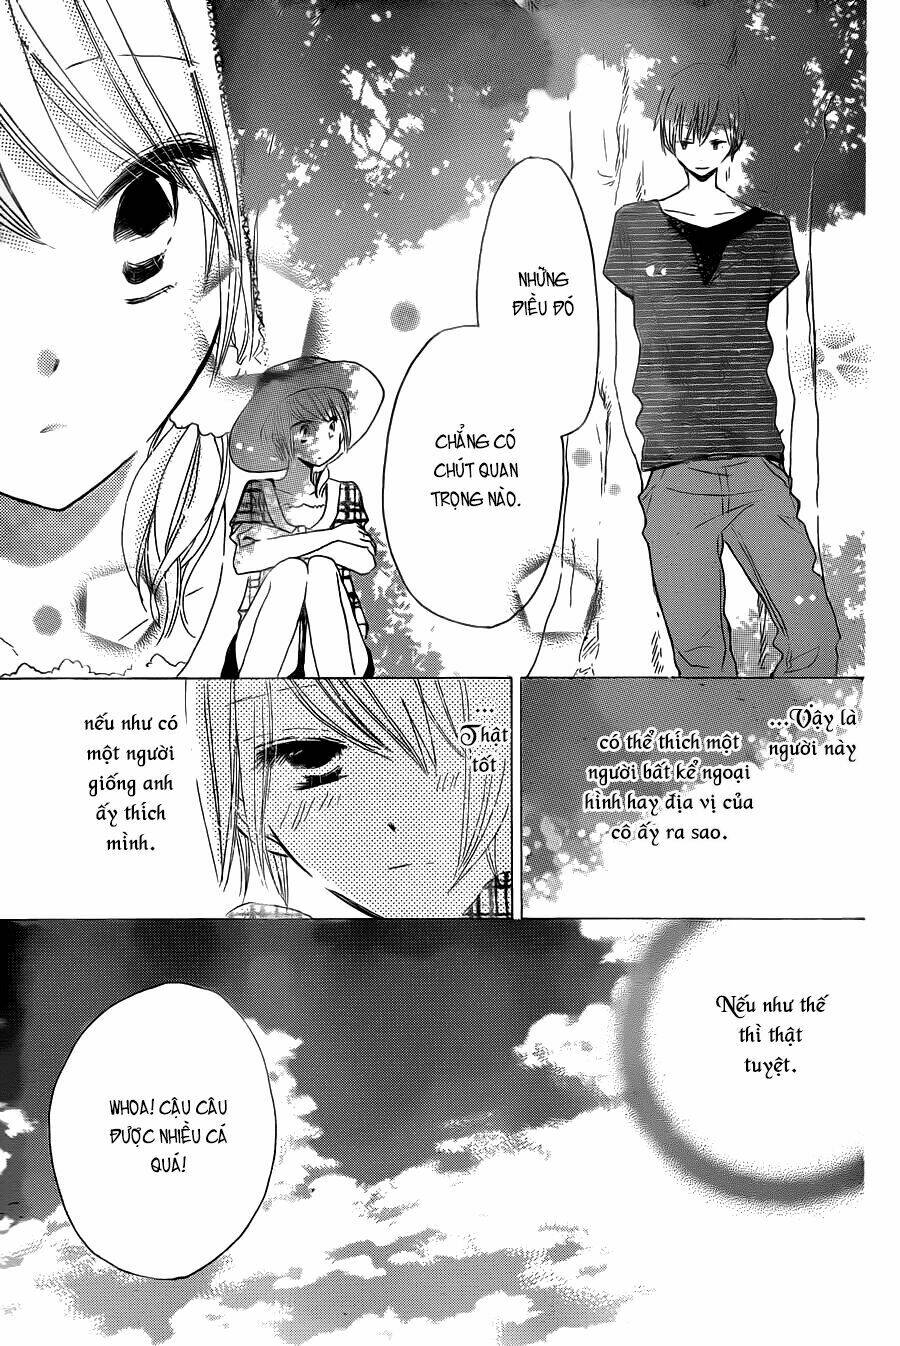 NHỮNG
ĐIỀU ĐÓ
CHẲNG CÓ
CHÚT QUAN
TRỌNG NÀO.
...Vậy là
người này
có thể thích một
người bất kể ngoại
hình hay địa vị của
cô ấy ra sao.
...
Thật
tốt
nếu như có
một người
giống anh
ấy thích
mình.
Nếu như thế
thì thật
tuyệt.
WHOA! CẬU CÂU
ĐƯỢC NHIỀU CÁ
QUÁ!